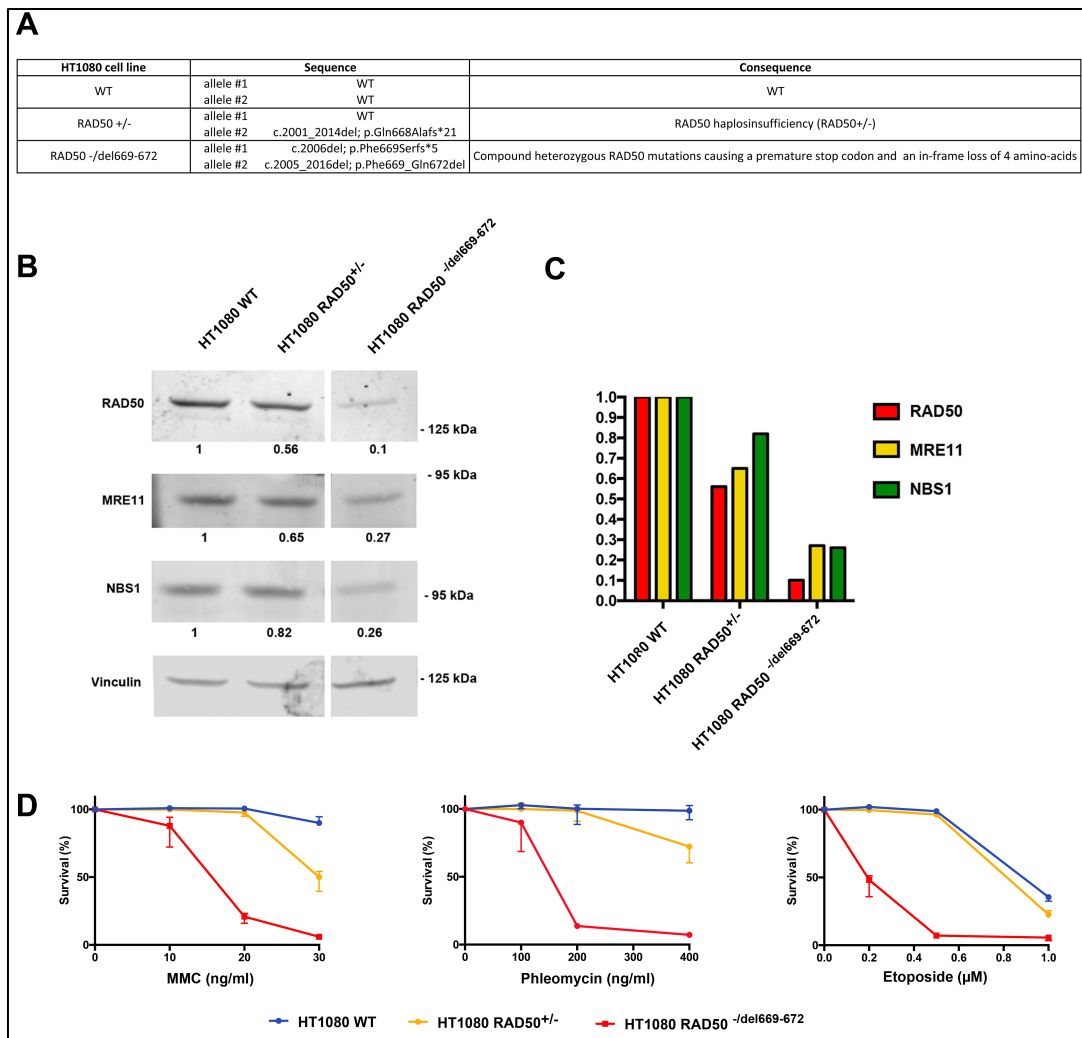 A
HT1080 cell line Sequence Consequence
WT allele #1 WT WT
allele #2 WT
RAD50 +/- allele #1 WT RAD50 haplosinsufficiency (RAD50+/-)
allele #2 c.2001_2014del; p.Gln668Alafs*21
RAD50 -/del669-672 allele #1 c.2006del; p.Phe669Serfs*5 Compound heterozygous RAD50 mutations causing a premature stop codon and an in-frame loss of 4 amino-acids
allele #2 c.2005_2016del; p.Phe669_Gln672del
B
HT1080 WT
HT1080 RAD50+/-
HT1080 RAD50 -/del669-672
RAD50
- 125 kDa
1 0.56 0.1
- 95 kDa
MRE11
1 0.65 0.27
NBS1
- 95 kDa
1 0.82 0.26
Vinculin
- 125 kDa
C
1.0
0.9
0.8
0.7
0.6
0.5
0.4
0.3
0.2
0.1
0.0
HT1080 WT
HT1080 RAD50+/-
HT1080 RAD50 -/del669-672
RAD50
MRE11
NBS1
D
Survival (%)
100
50
0
0 10 20 30
MMC (ng/ml)
Survival (%)
100
50
0
0 100 200 300 400
Phleomycin (ng/ml)
Survival (%)
100
50
0
0.0 0.2 0.4 0.6 0.8 1.0
Etoposide (µM)
HT1080 WT HT1080 RAD50+/- HT1080 RAD50 -/del669-672